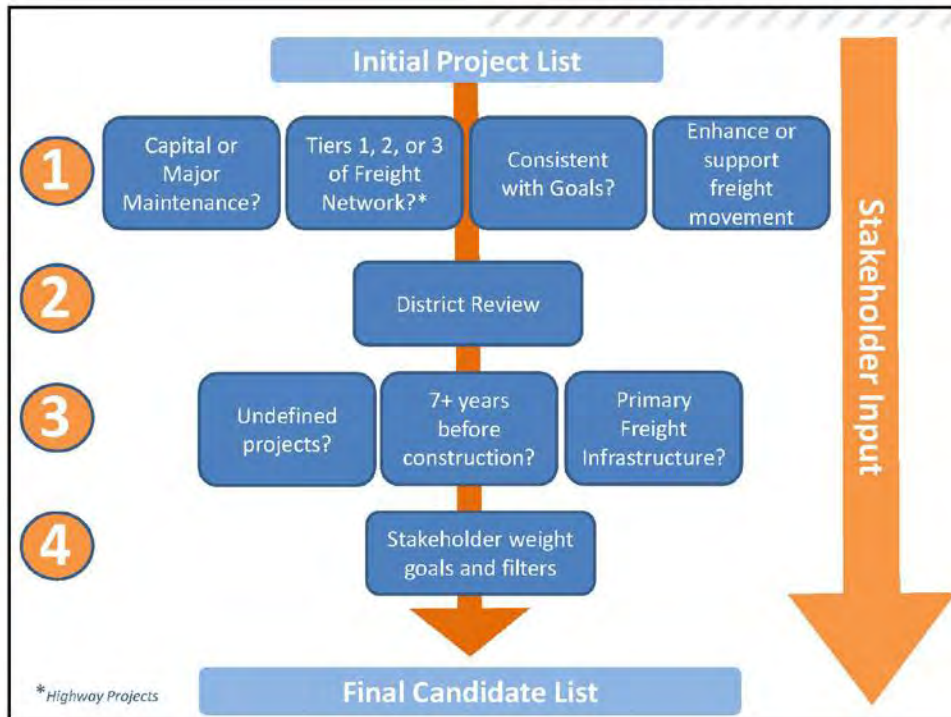 Initial Project List
1
Capital or
Major
Maintenance?
Tiers 1, 2, or 3
of Freight
Network?*
Consistent
with Goals?
Enhance or
support
freight
movement
2
District Review
3
Undefined
projects?
7+ years
before
construction?
Primary
Freight
Infrastructure?
4
Stakeholder weight
goals and filters
Stakeholder Input
*Highway Projects
Final Candidate List